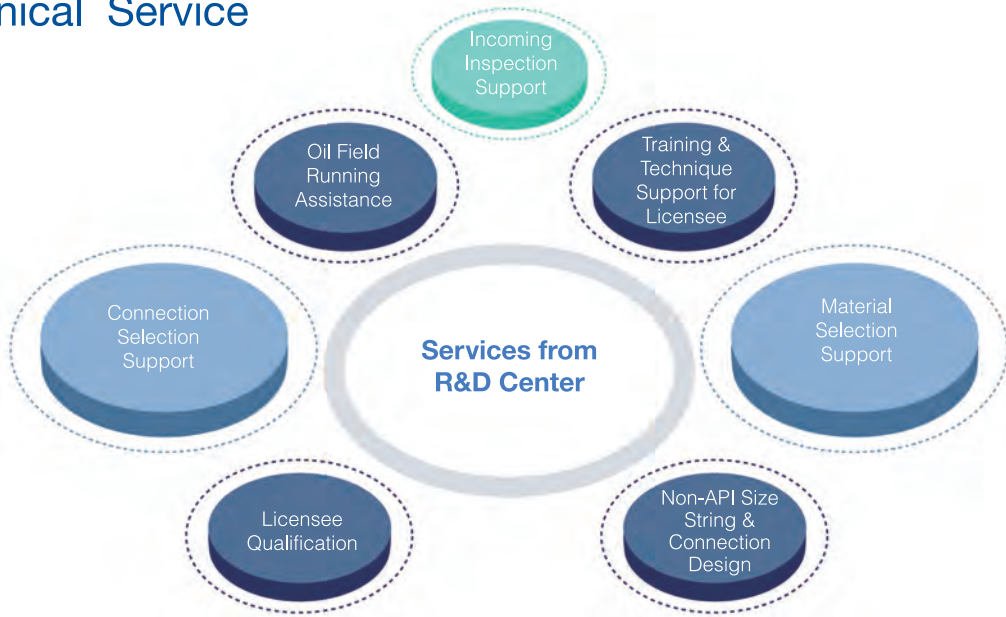 Service
Incoming
Inspection
Support
Oil Field
Running
Assistance
Training &
Technique
Support for
Licensee
Connection
Selection
Support
Services from
R&D Center
Material
Selection
Support
Licensee
Qualification
Non-API Size
String &
Connection
Design